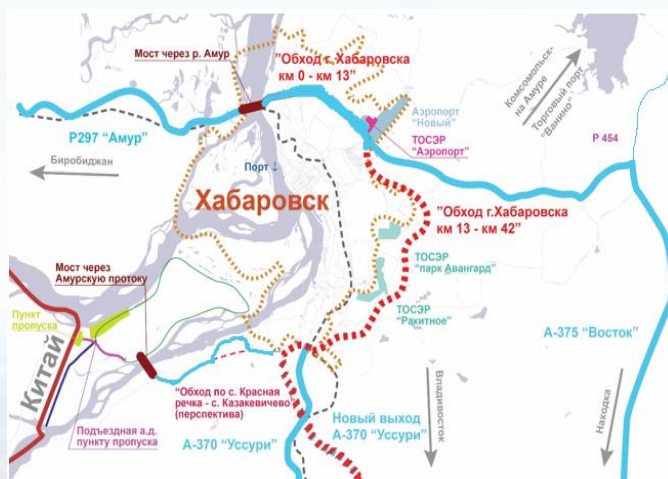 Мост через р. Амур
"Обход г. Хабаровска
км 0 - км 13"
Комсомольск-
на Амуре
Торговый порт
"Ванино"
Аэропорт
"Новый"
ТОСЭР
"Аэропорт"
Р 454
Р297 "Амур"
Биробиджан
Порт
Хабаровск
"Обход г.Хабаровска
км 13 - км 42"
Мост через
Амурскую протоку
ТОСЭР
"парк Авангард"
ТОСЭР
"Ракитное"
Пункт
пропуска
А-375 "Восток"
Китай
"Обход по с. Красная
речка - с. Казакевичево"
(перспектива)
Владивосток
Находка
Новый выход
А-370 "Уссури"
Подъездная а.д.
пункту пропуска
А-370 "Уссури"